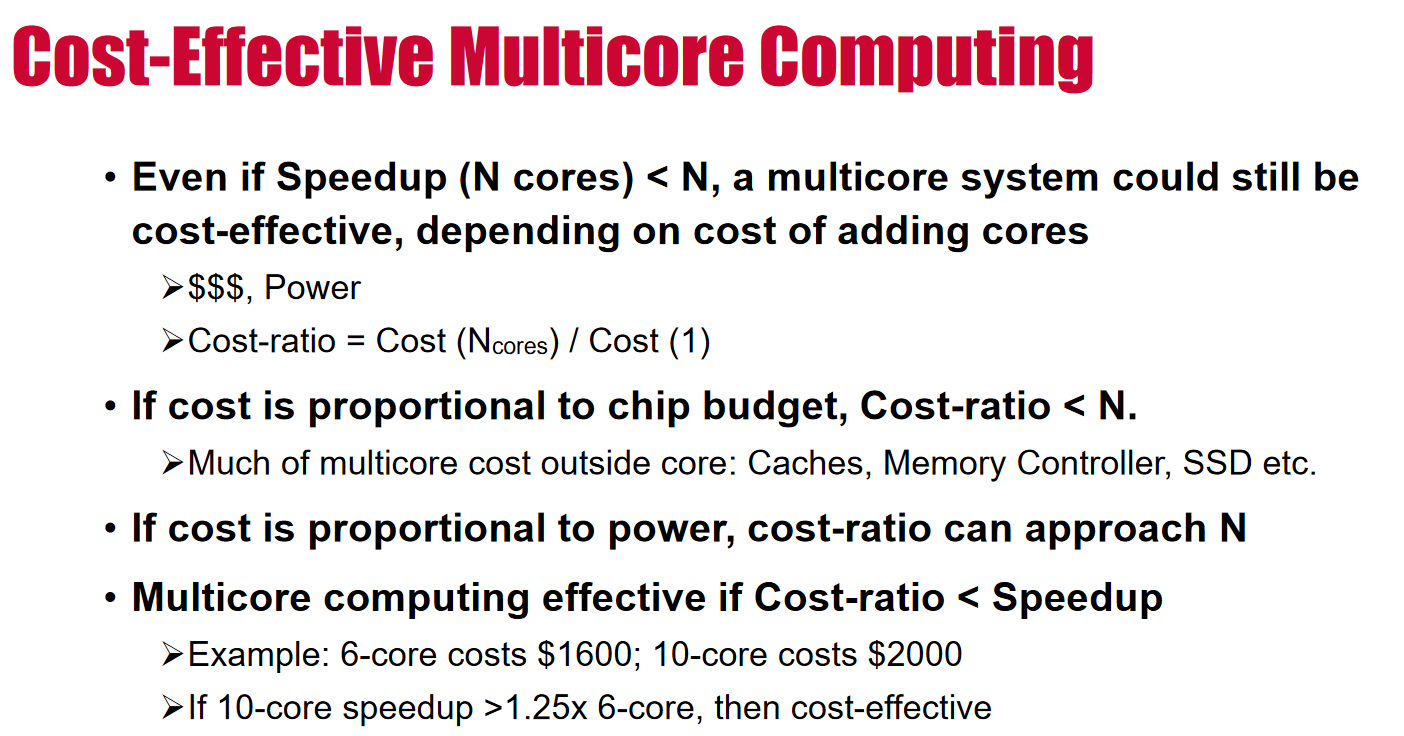 Cost-Effective Multicore Computing
• Even if Speedup (N cores) < N, a multicore system could still be
cost-effective, depending on cost of adding cores
➢$$$, Power
➢Cost-ratio = Cost (Ncores) / Cost (1)
• If cost is proportional to chip budget, Cost-ratio < N.
➢Much of multicore cost outside core: Caches, Memory Controller, SSD etc.
• If cost is proportional to power, cost-ratio can approach N
• Multicore computing effective if Cost-ratio < Speedup
➢Example: 6-core costs $1600; 10-core costs $2000
➢If 10-core speedup >1.25x 6-core, then cost-effective